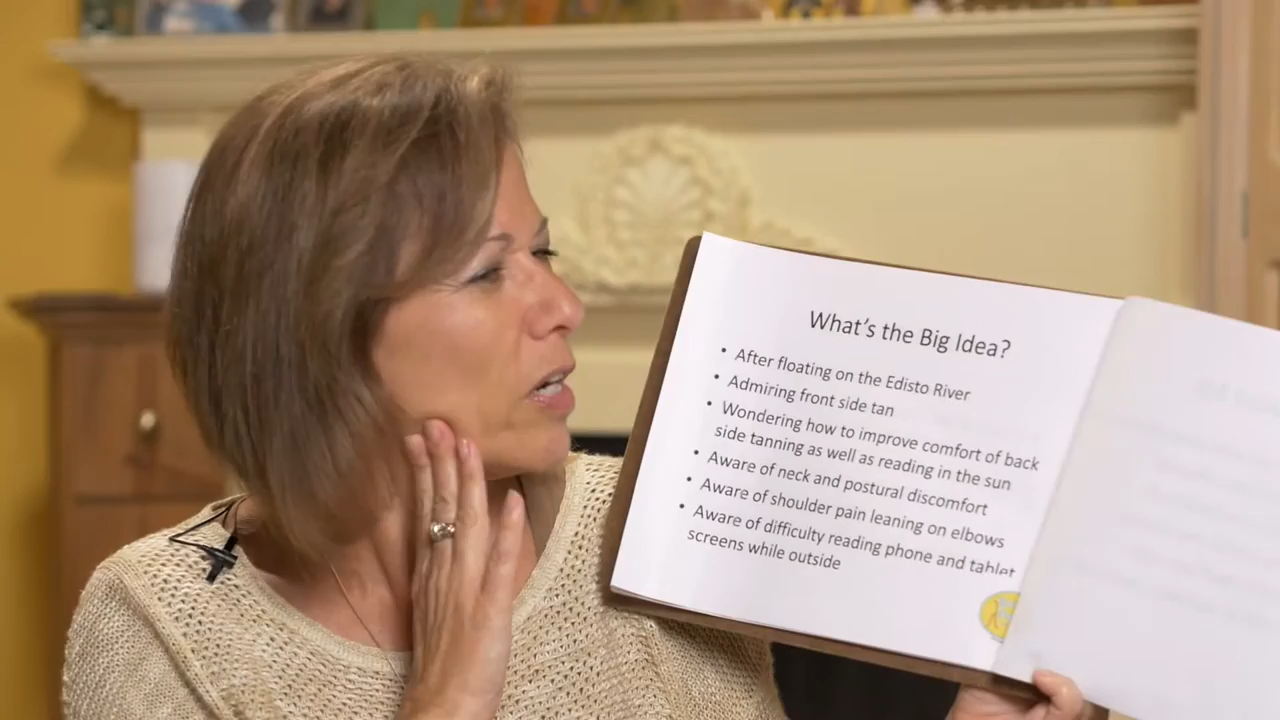 What's the Big Idea?
• After floating on the Edisto River
• Admiring front side tan
• Wondering how to improve comfort of back
side tanning as well as reading in the sun
• Aware of neck and postural discomfort
• Aware of shoulder pain leaning on elbows
• Aware of difficulty reading phone and tablet
screens while outside